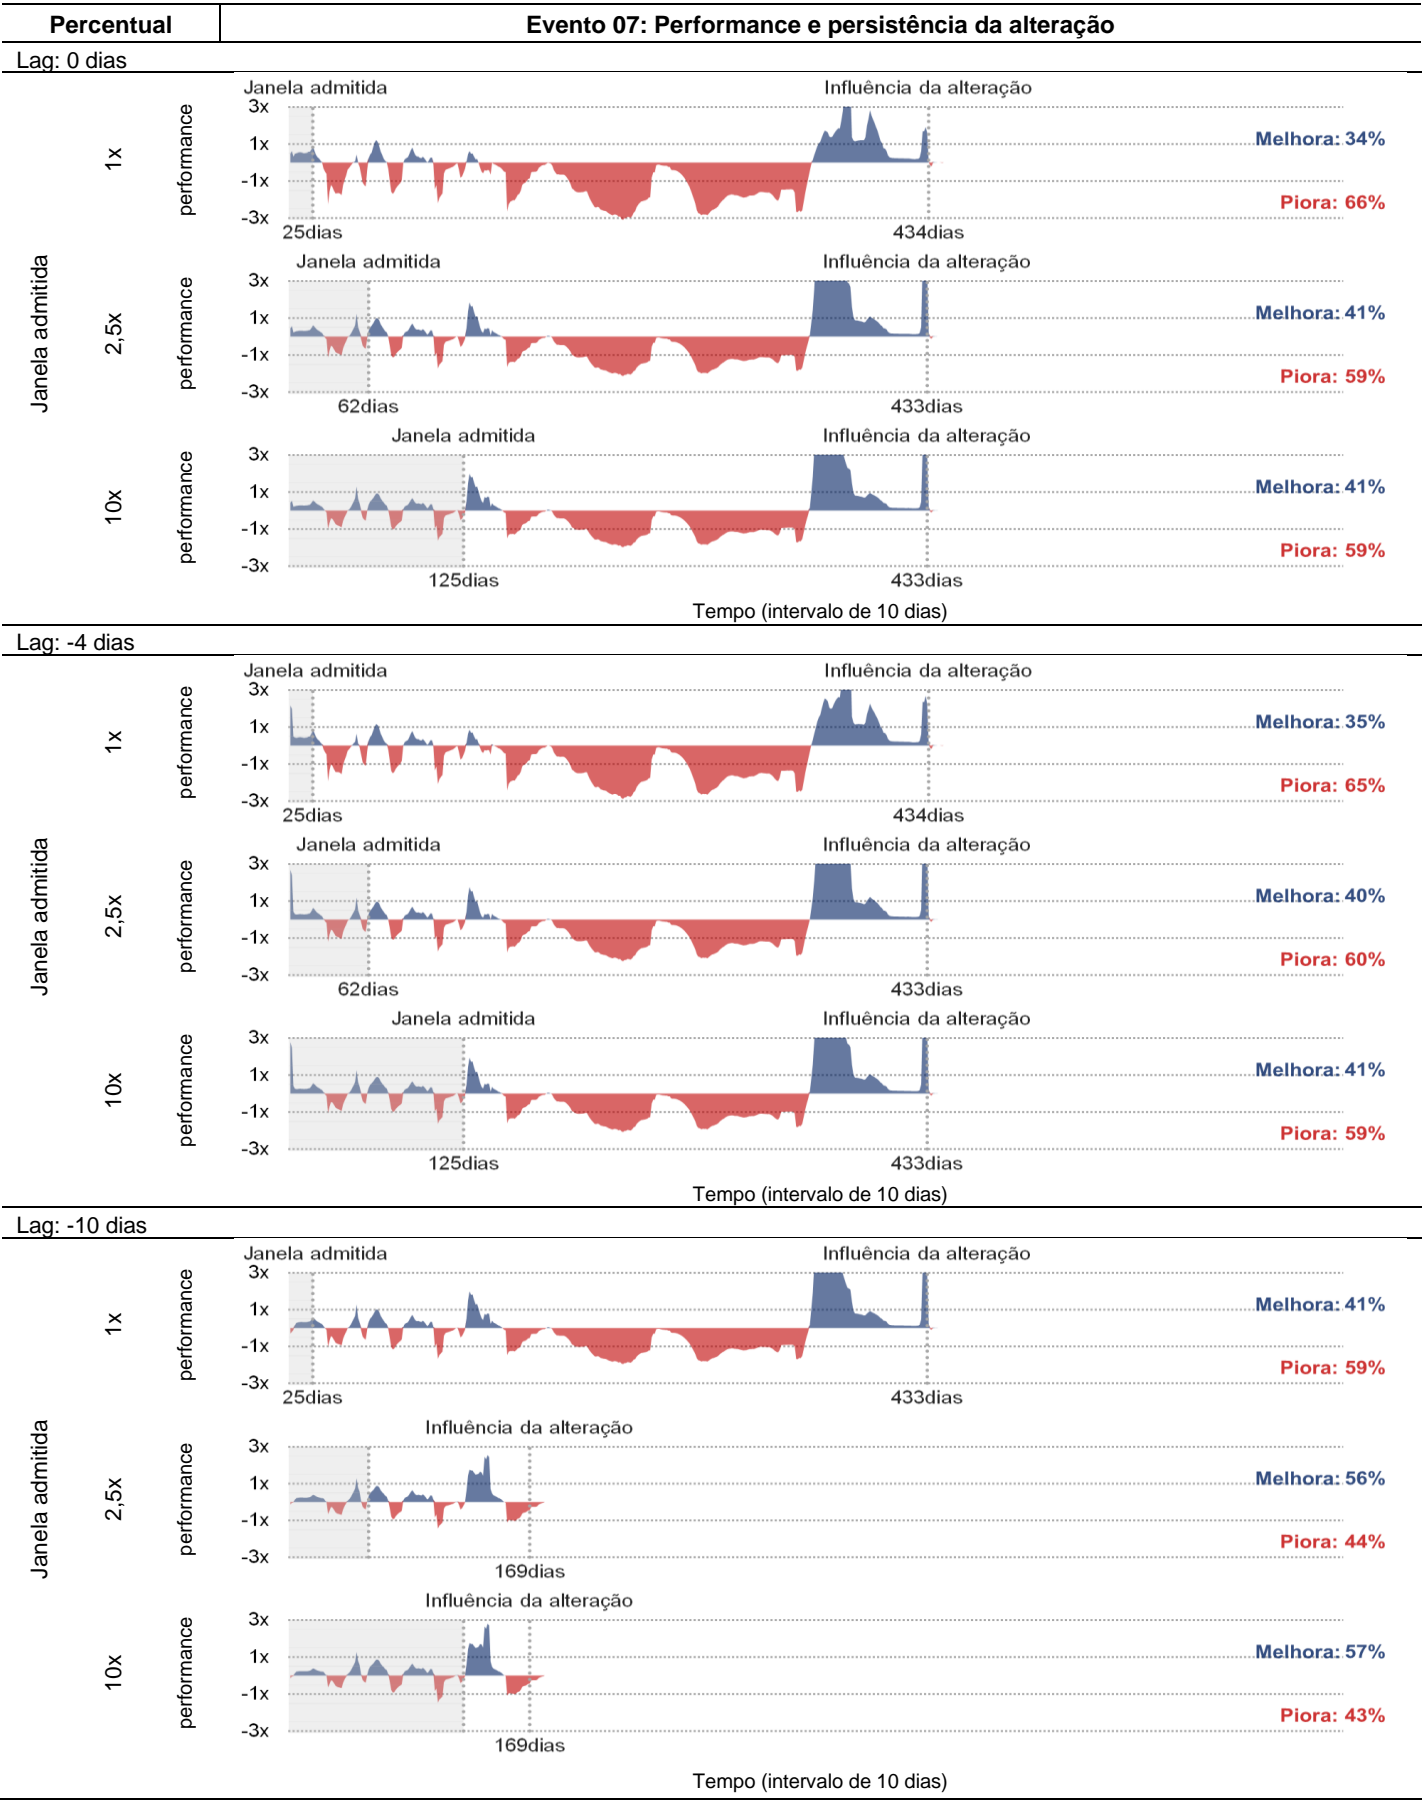 Percentual Evento 07: Performance e persistência da alteração
Lag: 0 dias
Janela admitida
1x
performance
Janela admitida Influência da alteração
3x
1x
-1x
-3x
Melhora: 34%
Piora: 66%
25dias 434dias
2,5x
performance
Janela admitida Influência da alteração
3x
1x
-1x
-3x
Melhora: 41%
Piora: 59%
62dias 433dias
10x
performance
Janela admitida Influência da alteração
3x
1x
-1x
-3x
Melhora: 41%
Piora: 59%
125dias 433dias
Tempo (intervalo de 10 dias)
Lag: -4 dias
Janela admitida
1x
performance
Janela admitida Influência da alteração
3x
1x
-1x
-3x
Melhora: 35%
Piora: 65%
25dias 434dias
2,5x
performance
Janela admitida Influência da alteração
3x
1x
-1x
-3x
Melhora: 40%
Piora: 60%
62dias 433dias
10x
performance
Janela admitida Influência da alteração
3x
1x
-1x
-3x
Melhora: 41%
Piora: 59%
125dias 433dias
Tempo (intervalo de 10 dias)
Lag: -10 dias
Janela admitida
1x
performance
Janela admitida Influência da alteração
3x
1x
-1x
-3x
Melhora: 41%
Piora: 59%
25dias 433dias
2,5x
performance
Influência da alteração
3x
1x
-1x
-3x
Melhora: 56%
Piora: 44%
169dias
10x
performance
Influência da alteração
3x
1x
-1x
-3x
Melhora: 57%
Piora: 43%
169dias
Tempo (intervalo de 10 dias)